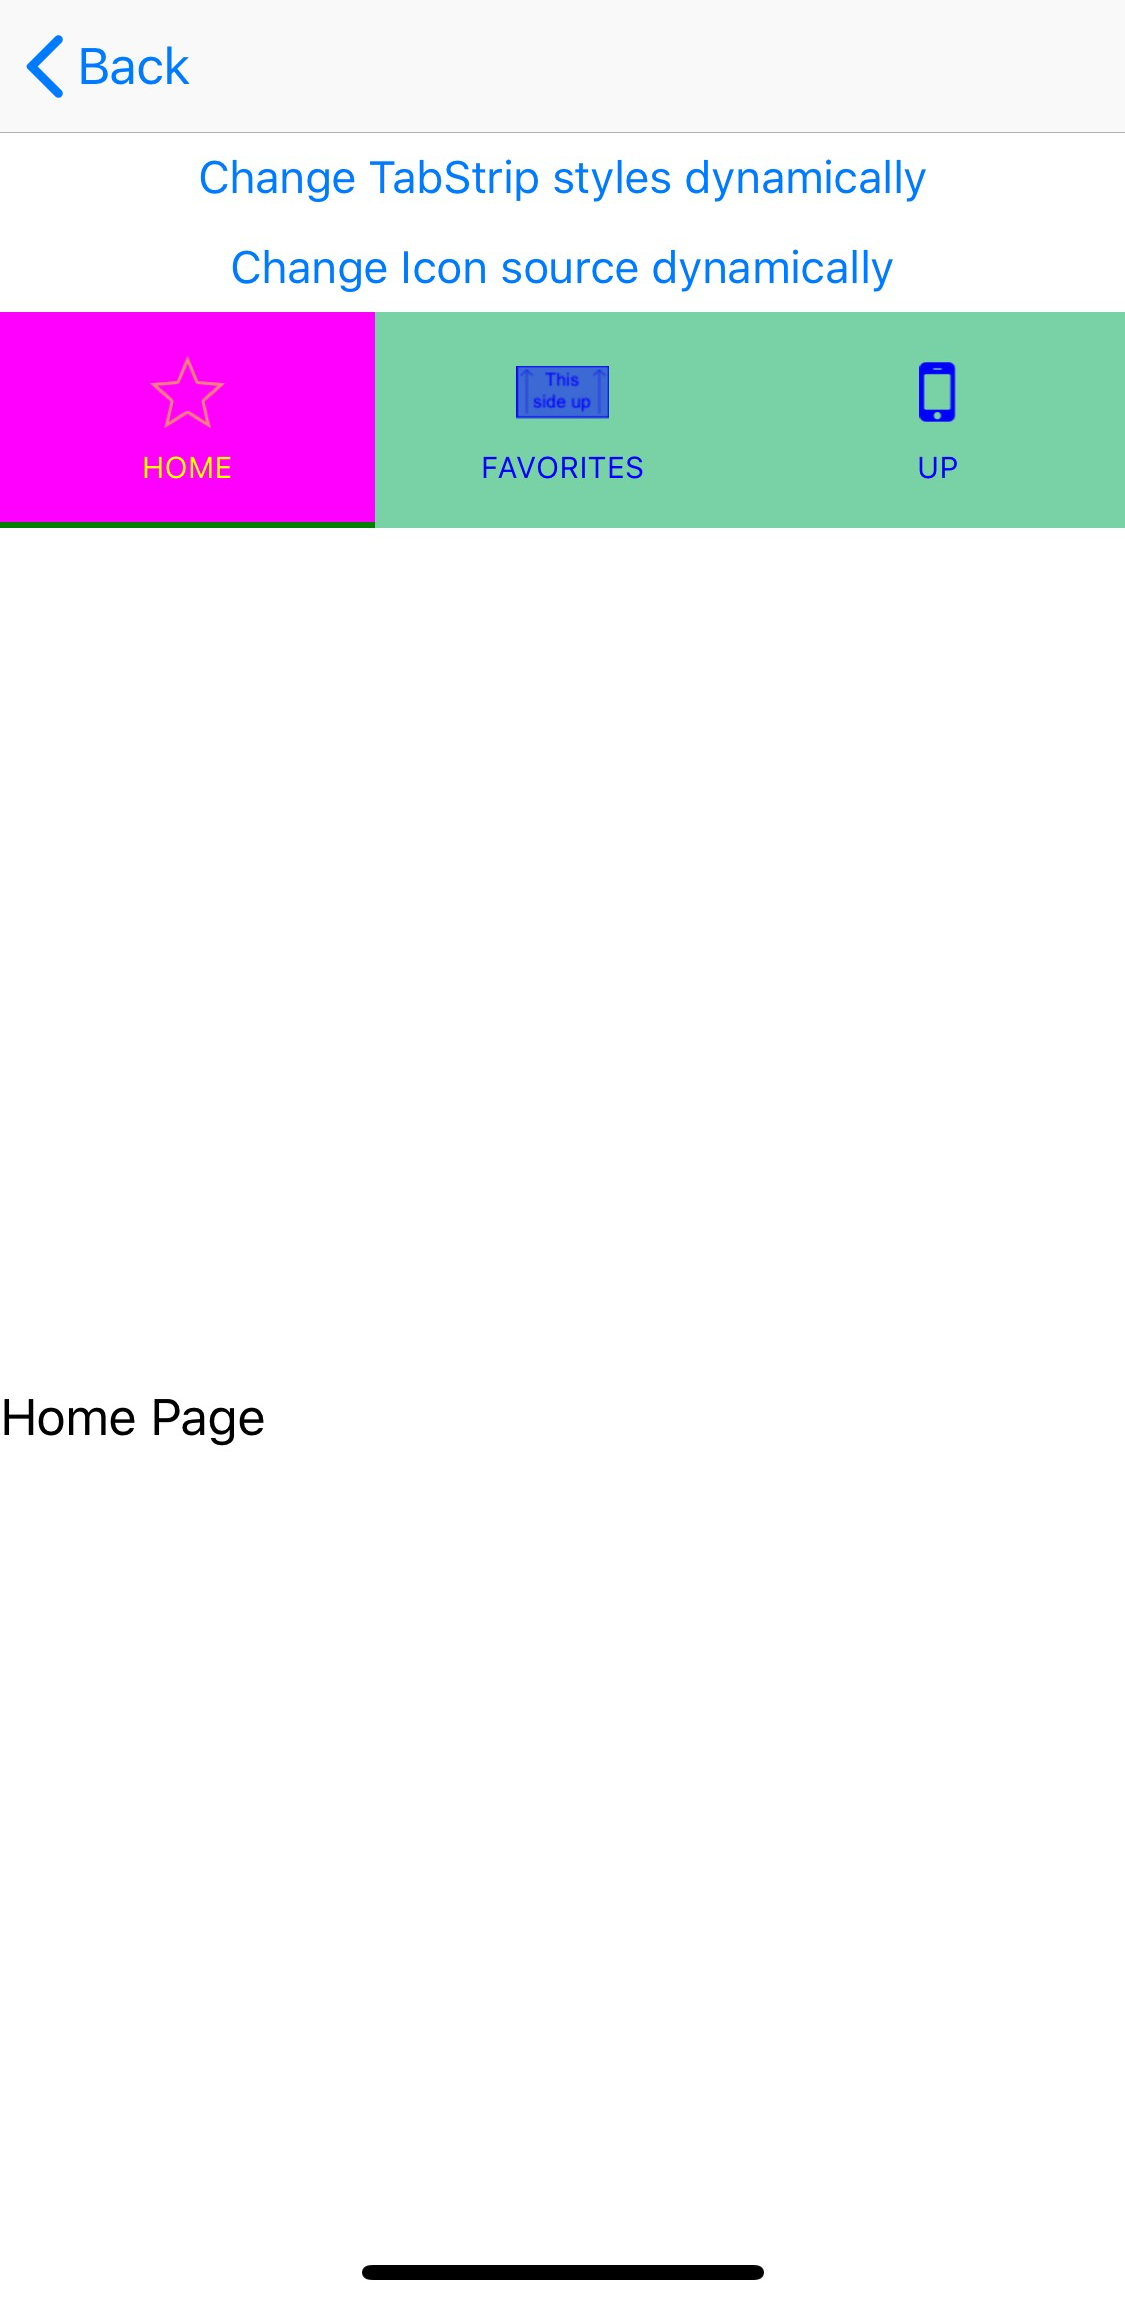 Back
Change TabStrip styles dynamically
Change Icon source dynamically
This
side up
HOME
FAVORITES
UP
Home Page